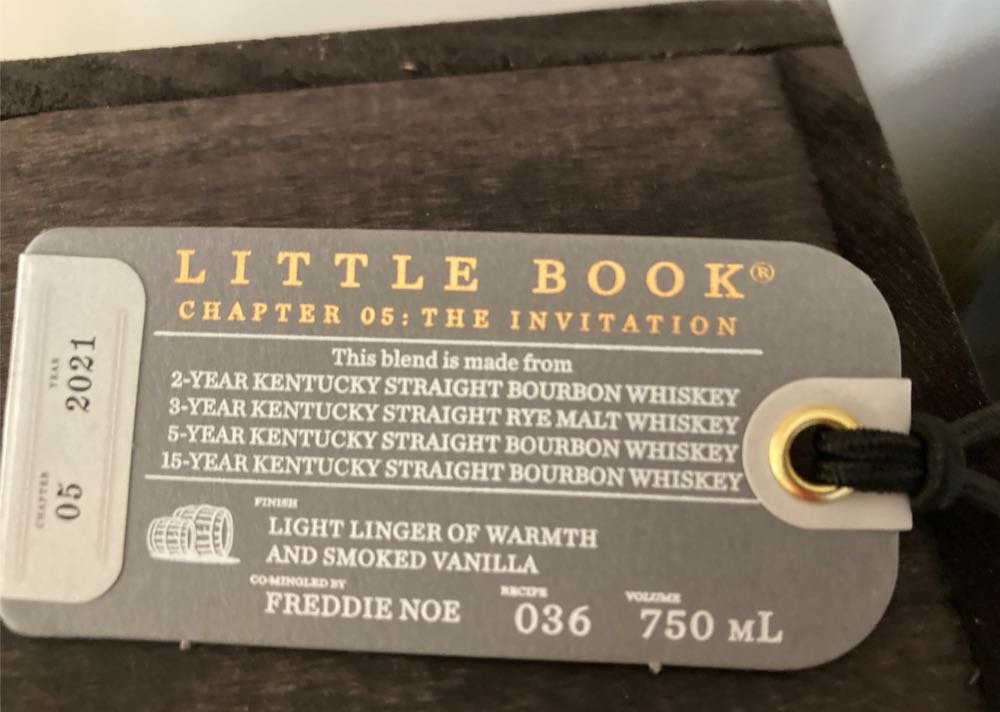 LITTLE BOOK®
CHAPTER 05: THE INVITATION
This blend is made from
2-YEAR KENTUCKY STRAIGHT BOURBON WHISKEY
3-YEAR KENTUCKY STRAIGHT RYE MALT WHISKEY
5-YEAR KENTUCKY STRAIGHT BOURBON WHISKEY
15-YEAR KENTUCKY STRAIGHT BOURBON WHISKEY
FINISH
LIGHT LINGER OF WARMTH
AND SMOKED VANILLA
CO-MINGLED BY
FREDDIE NOE
RECIPE
036
VOLUME
750 mL
CHAPTER
05
YEAR
2021